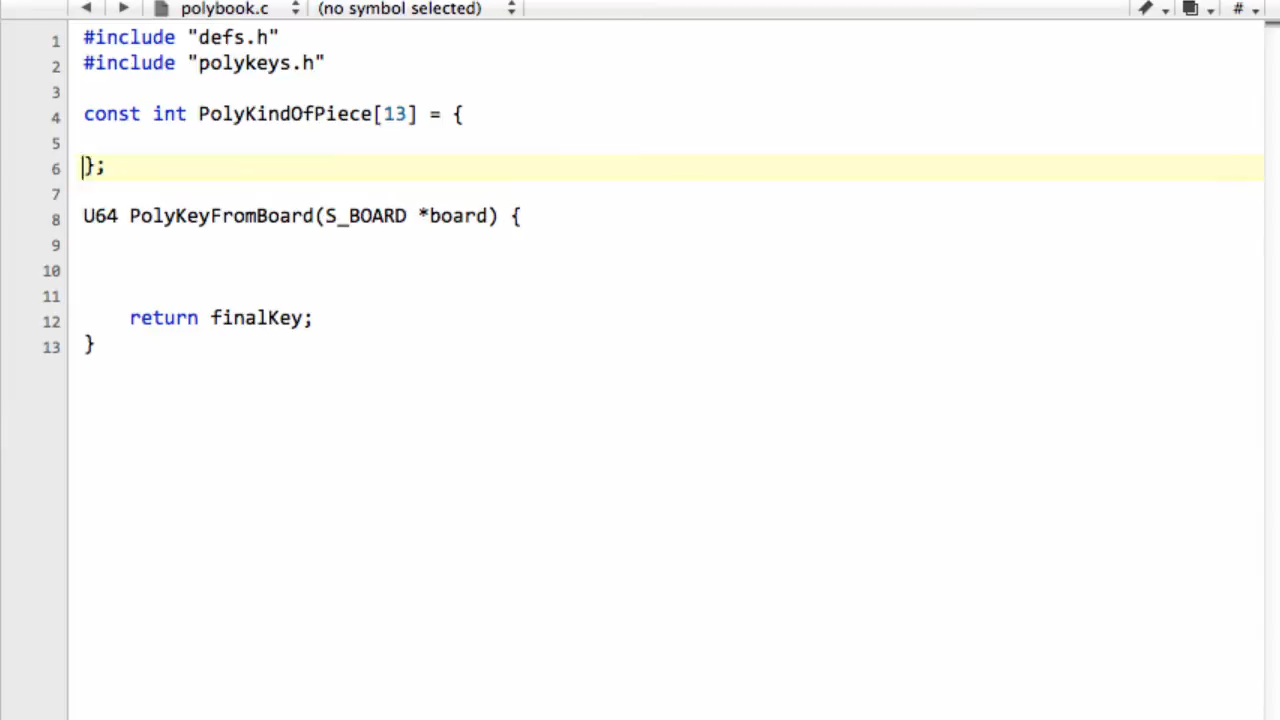 polybook.c (no symbol selected) #
1 #include "defs.h"
2 #include "polykeys.h"
3
4 const int PolyKindOfPiece[13] = {
5
6 };
7
8 U64 PolyKeyFromBoard(S_BOARD *board) {
9
10
11
12 return finalKey;
13 }